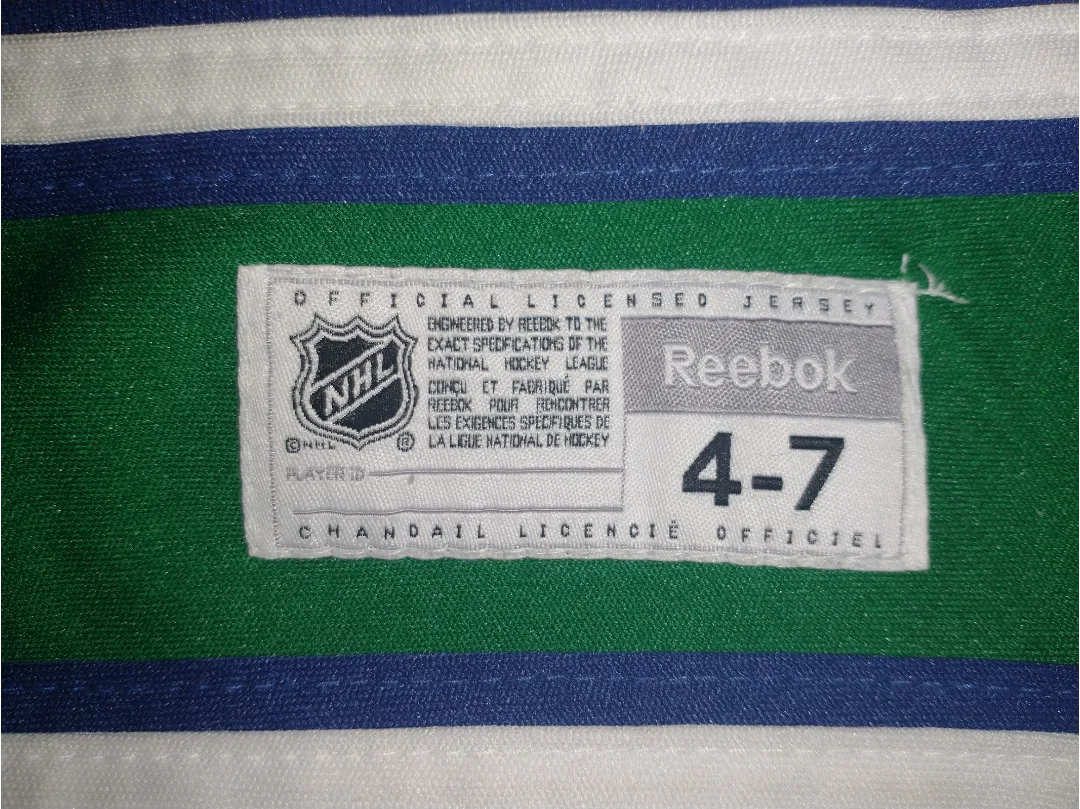 OFFICIAL LICENSED JERSEY
NHL
© NHL ®
ENGINEERED BY REEBOK TO THE
EXACT SPECIFICATIONS OF THE
NATIONAL HOCKEY LEAGUE
CONÇU ET FABRIQUÉ PAR
REEBOK POUR RENCONTRER
LES EXIGENCES SPECIFIQUES DE
LA LIGUE NATIONAL DE HOCKEY
PLAYER ID
Reebok
4-7
CHANDAIL LICENCIÉ OFFICIEL